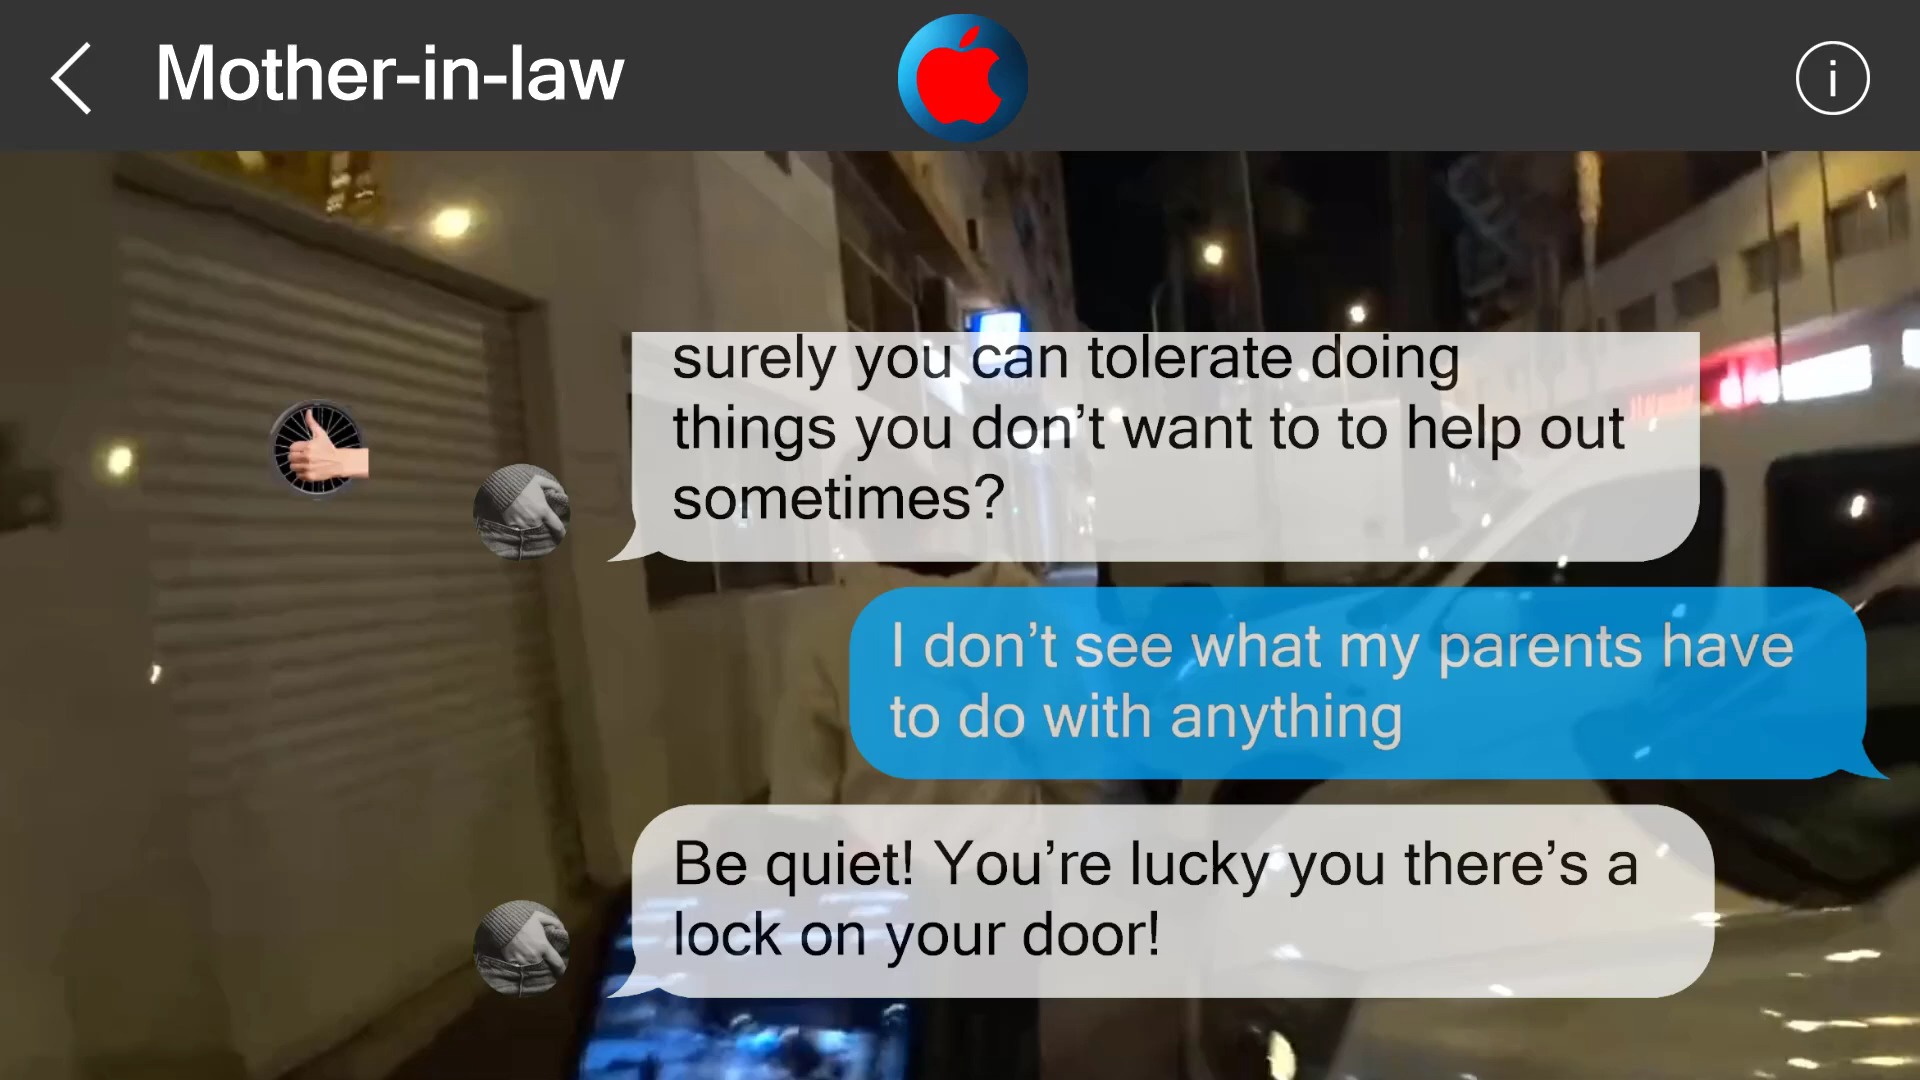 Mother-in-law
surely you can tolerate doing
things you don’t want to to help out
sometimes?
I don’t see what my parents have
to do with anything
Be quiet! You’re lucky you there’s a
lock on your door!